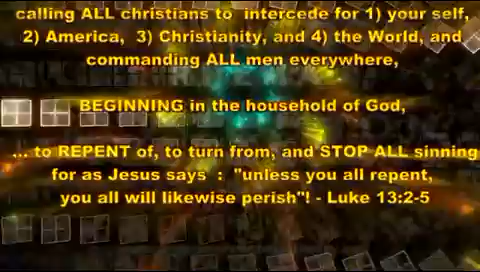 calling ALL christians to intercede for 1) your self,
2) America, 3) Christianity, and 4) the World, and
commanding ALL men everywhere,
BEGINNING in the household of God,
... to REPENT of, to turn from, and STOP ALL sinning
for as Jesus says : "unless you all repent,
you all will likewise perish"! - Luke 13:2-5